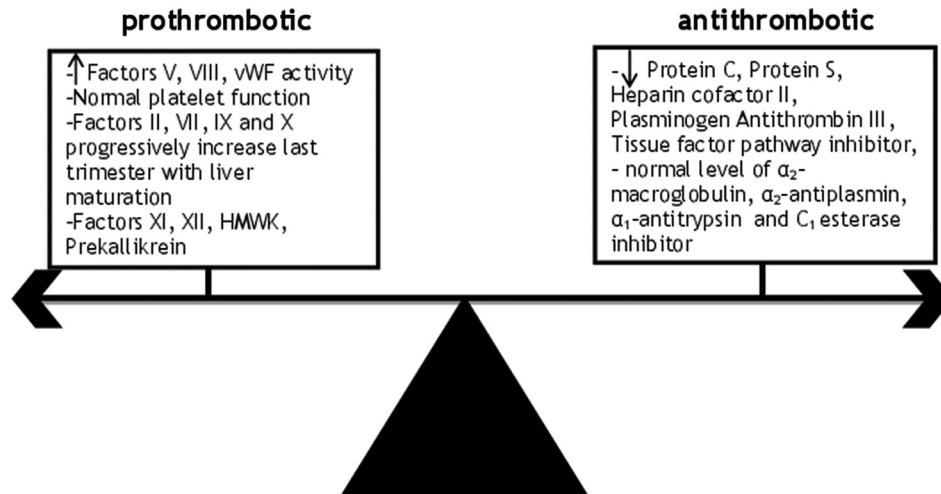 prothrombotic
-↑ Factors V, VIII, vWF activity
-Normal platelet function
-Factors II, VII, IX and X
progressively increase last
trimester with liver
maturation
-Factors XI, XII, HMWK,
Prekallikrein
antithrombotic
-↓ Protein C, Protein S,
Heparin cofactor II,
Plasminogen Antithrombin III,
Tissue factor pathway inhibitor,
- normal level of α₂-
macroglobulin, α₂-antiplasmin,
α₁-antitrypsin and C₁ esterase
inhibitor